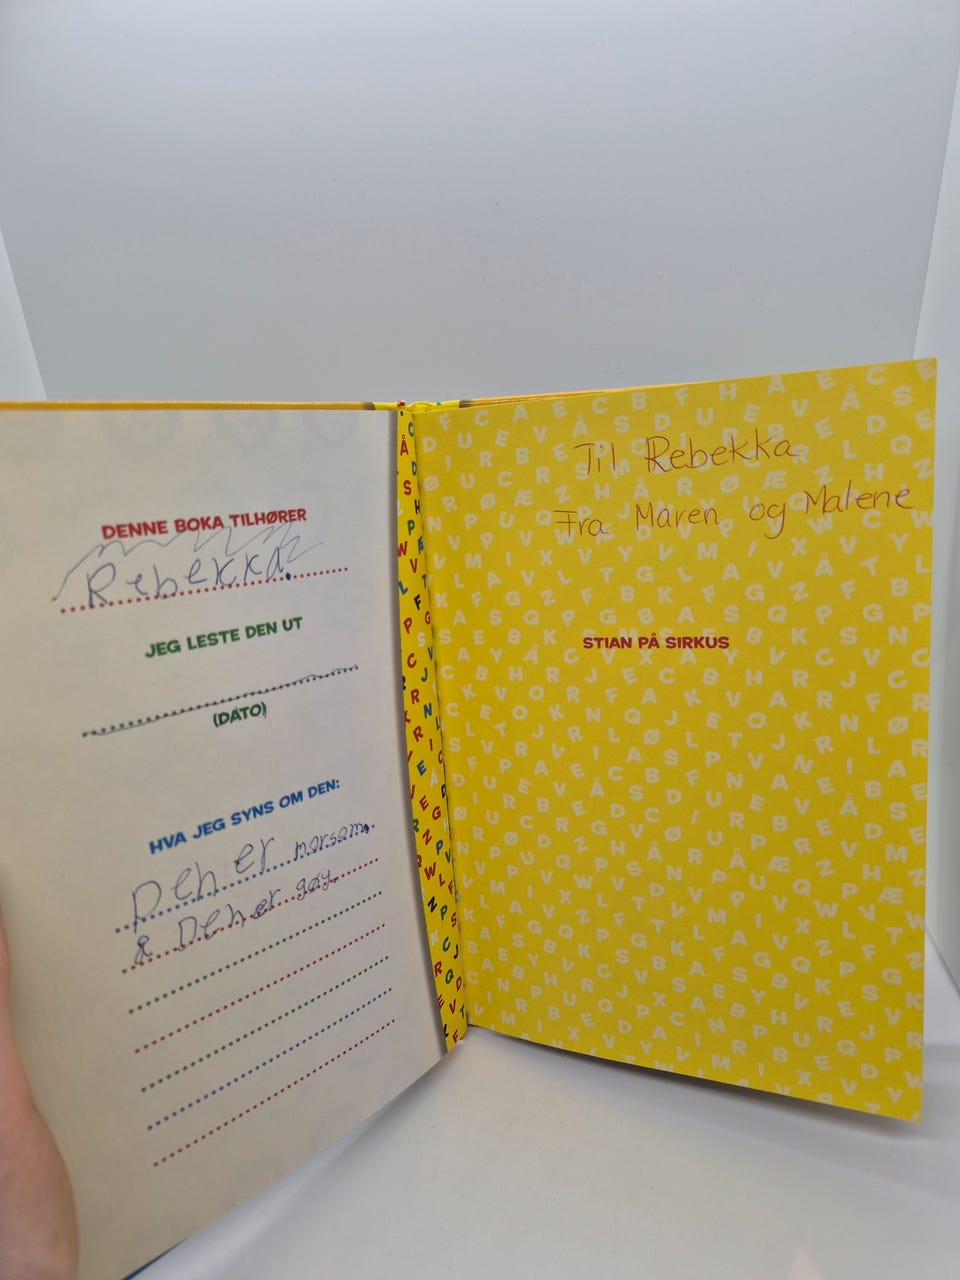 DENNE BOKA TILHØRER
Rebekka.
JEG LESTE DEN UT
(DATO)
HVA JEG SYNS OM DEN:
Den er morsom.
& Den er gøy.
Til Rebekka
Fra Maren og Malene
STIAN PÅ SIRKUS